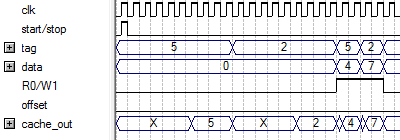 clk
start/stop
tag 5 2 5 2
data 0 4 7
R0/W1
offset
cache_out X 5 X 2 4 7